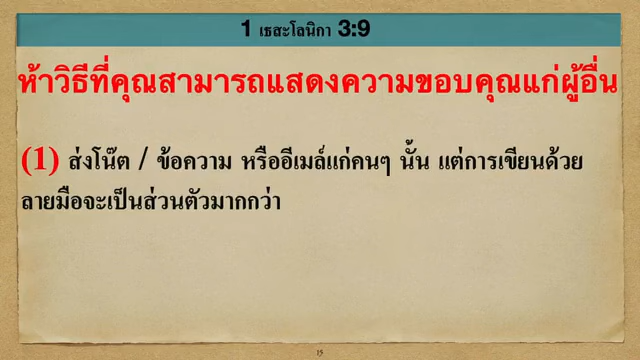 1 เธสะโลนิกา 3:9
ห้าวิธีที่คุณสามารถแสดงความขอบคุณแก่ผู้อื่น
(1) ส่งโน๊ต / ข้อความ หรืออีเมล์แก่คนๆ นั้น แต่การเขียนด้วย
ลายมือจะเป็นส่วนตัวมากกว่า
15